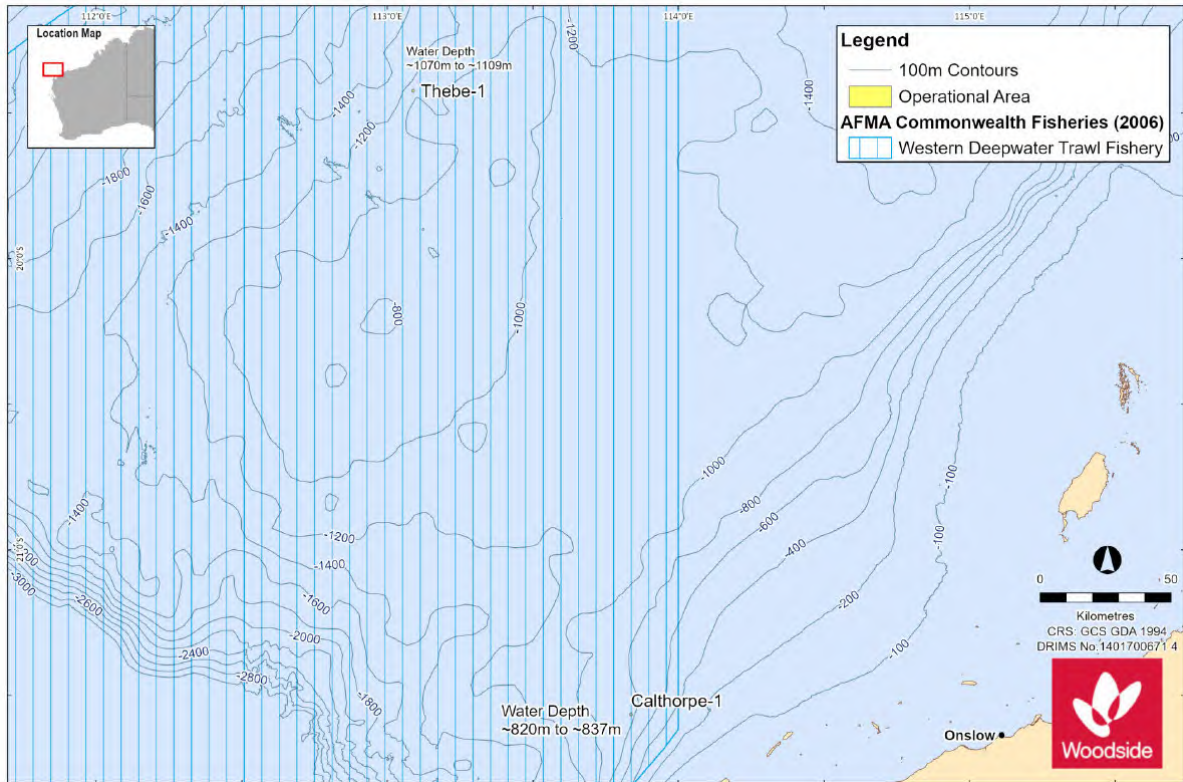 112°0'E
113°0'E
114°0'E
115°0'E
Location Map
Legend
100m Contours
Operational Area
AFMA Commonwealth Fisheries (2006)
Western Deepwater Trawl Fishery
Water Depth
~1070m to ~1109m
Thebe-1
-1200
-1400
-1400
-1200
-1800
-1600
-1400
20°0'S
-800
-1000
-1000
-800
-600
-400
-200
-100
-100
-100
-1400
-1200
-1400
-1600
-2000
-1800
21°0'S
-2200
-3000
-2600
-2400
-2800
0
50
Kilometres
CRS: GCS GDA 1994
DRIMS No:1401700671 4
Calthorpe-1
Water Depth
~820m to ~837m
Onslow
Woodside